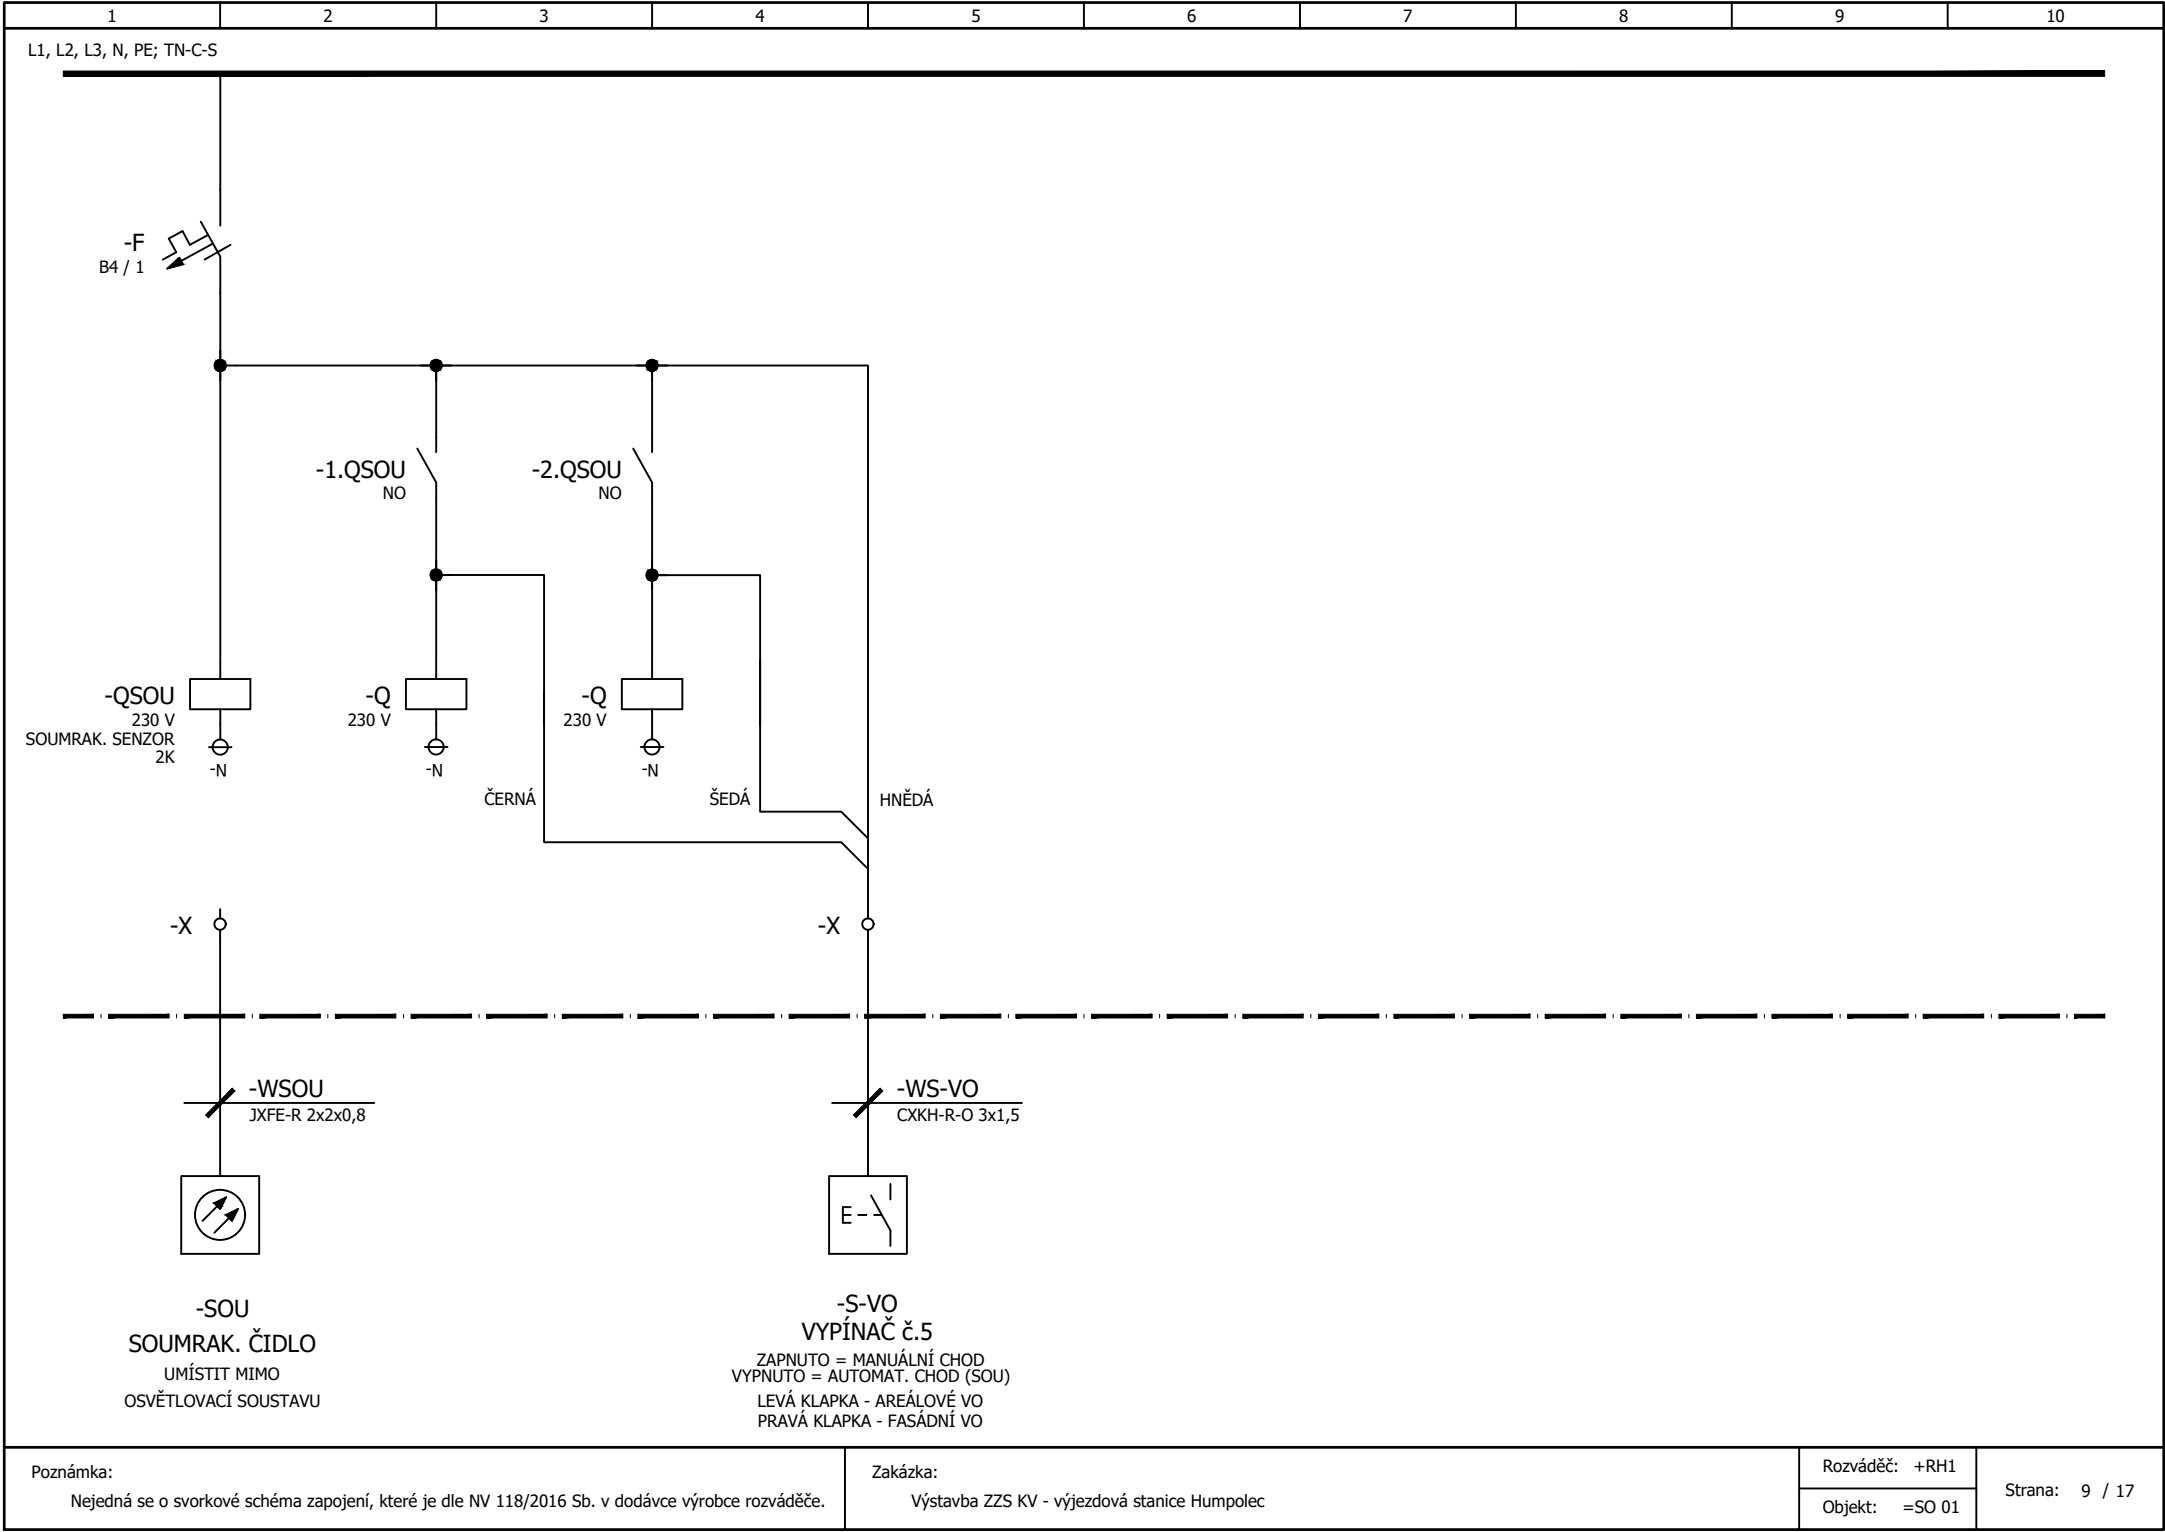 1 2 3 4 5 6 7 8 9 10
L1, L2, L3, N, PE; TN-C-S
-F
B4 / 1
-1.QSOU
NO
-2.QSOU
NO
-QSOU
230 V
SOUMRAK. SENZOR
2K
-N
-Q
230 V
-N
-Q
230 V
-N
ČERNÁ
ŠEDÁ
HNĚDÁ
-X
-X
-WSOU
JXFE-R 2x2x0,8
-WS-VO
CXKH-R-O 3x1,5
E
-SOU
SOUMRAK. ČIDLO
UMÍSTIT MIMO
OSVĚTLOVACÍ SOUSTAVU
-S-VO
VYPÍNAČ č.5
ZAPNUTO = MANUÁLNÍ CHOD
VYPNUTO = AUTOMAT. CHOD (SOU)
LEVÁ KLAPKA - AREÁLOVÉ VO
PRAVÁ KLAPKA - FASÁDNÍ VO
Poznámka:
Nejedná se o svorkové schéma zapojení, které je dle NV 118/2016 Sb. v dodávce výrobce rozváděče.
Zakázka:
Výstavba ZZS KV - výjezdová stanice Humpolec
Rozváděč: +RH1
Objekt: =SO 01
Strana: 9 / 17